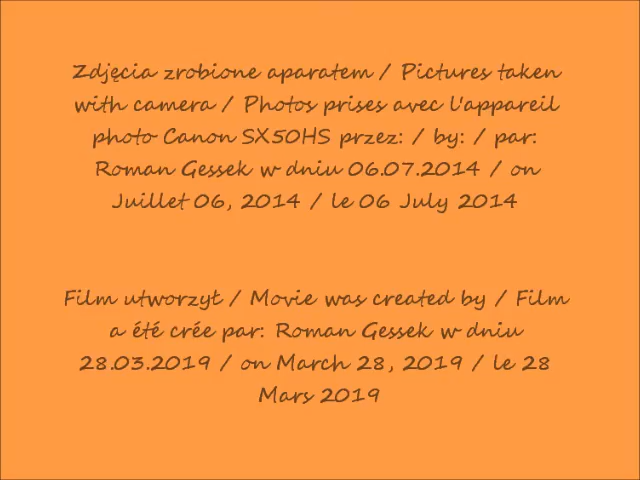 Zdjęcia zrobione aparatem / Pictures taken
with camera / Photos prises avec l'appareil
photo Canon SX50HS przez: / by: / par:
Roman Gessek w dniu 06.07.2014 / on
Juillet 06, 2014 / le 06 July 2014
Film utworzył / Movie was created by / Film
a été crée par: Roman Gessek w dniu
28.03.2019 / on March 28, 2019 / le 28
Mars 2019